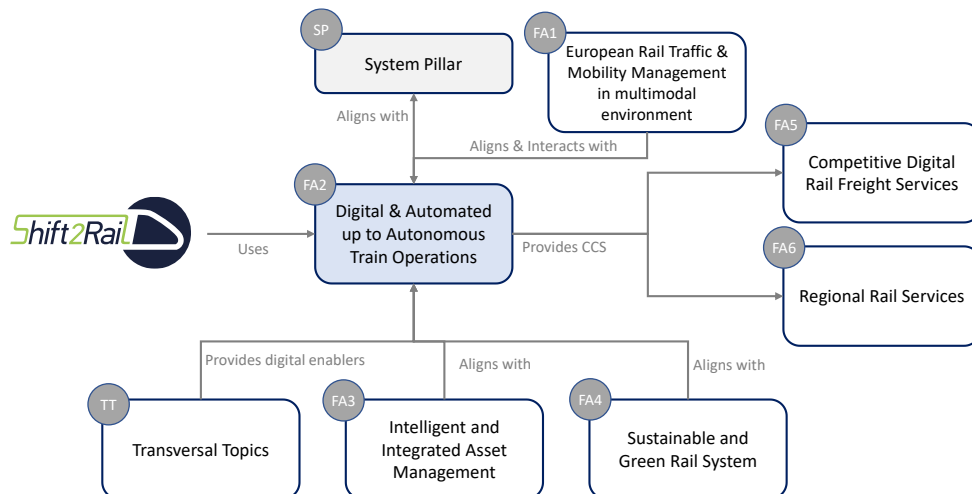 SP
System Pillar
FA1
European Rail Traffic &
Mobility Management
in multimodal
environment
Aligns with
Aligns & Interacts with
FA5
Competitive Digital
Rail Freight Services
FA2
Digital & Automated
up to Autonomous
Train Operations
Shift2Rail
Uses
Provides CCS
FA6
Regional Rail Services
Provides digital enablers
Aligns with
Aligns with
TT
Transversal Topics
FA3
Intelligent and
Integrated Asset
Management
FA4
Sustainable and
Green Rail System